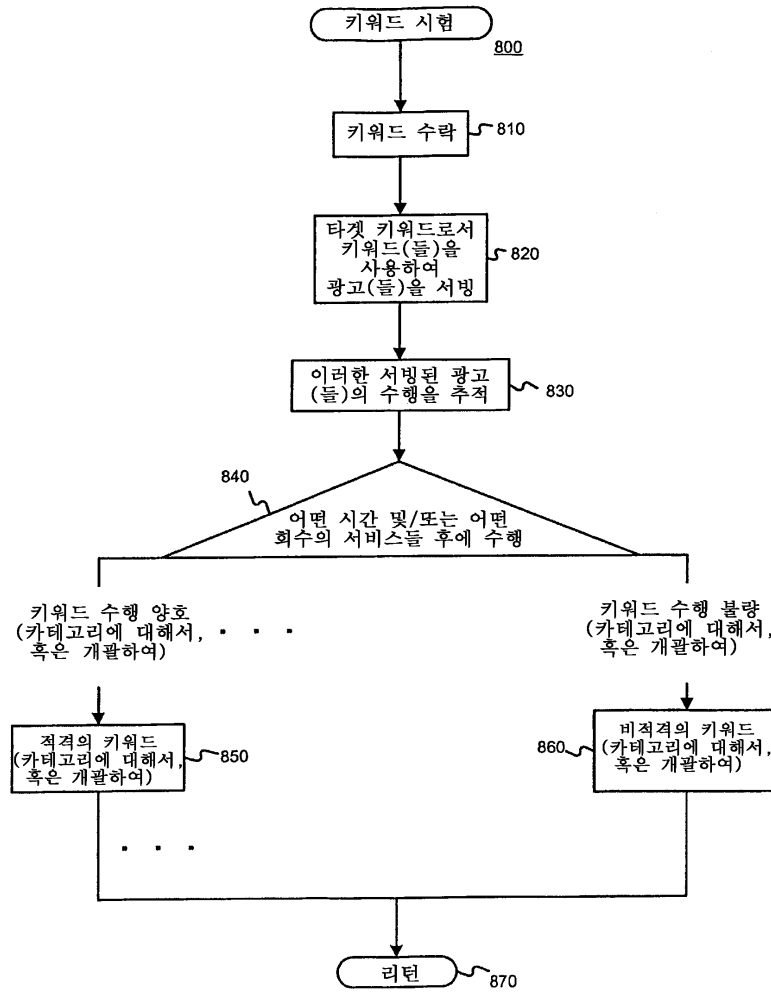 키워드 시험
800
키워드 수락
810
타겟 키워드로서
키워드(들)을
사용하여
광고(들)을 서빙
820
이러한 서빙된 광고
(들)의 수행을 추적
830
840
어떤 시간 및/또는 어떤
회수의 서비스들 후에 수행
키워드 수행 양호
(카테고리에 대해서,
혹은 개괄하여)
. . .
키워드 수행 불량
(카테고리에 대해서,
혹은 개괄하여)
적격의 키워드
(카테고리에 대해서,
혹은 개괄하여)
850
비적격의 키워드
(카테고리에 대해서,
혹은 개괄하여)
860
. . .
리턴
870